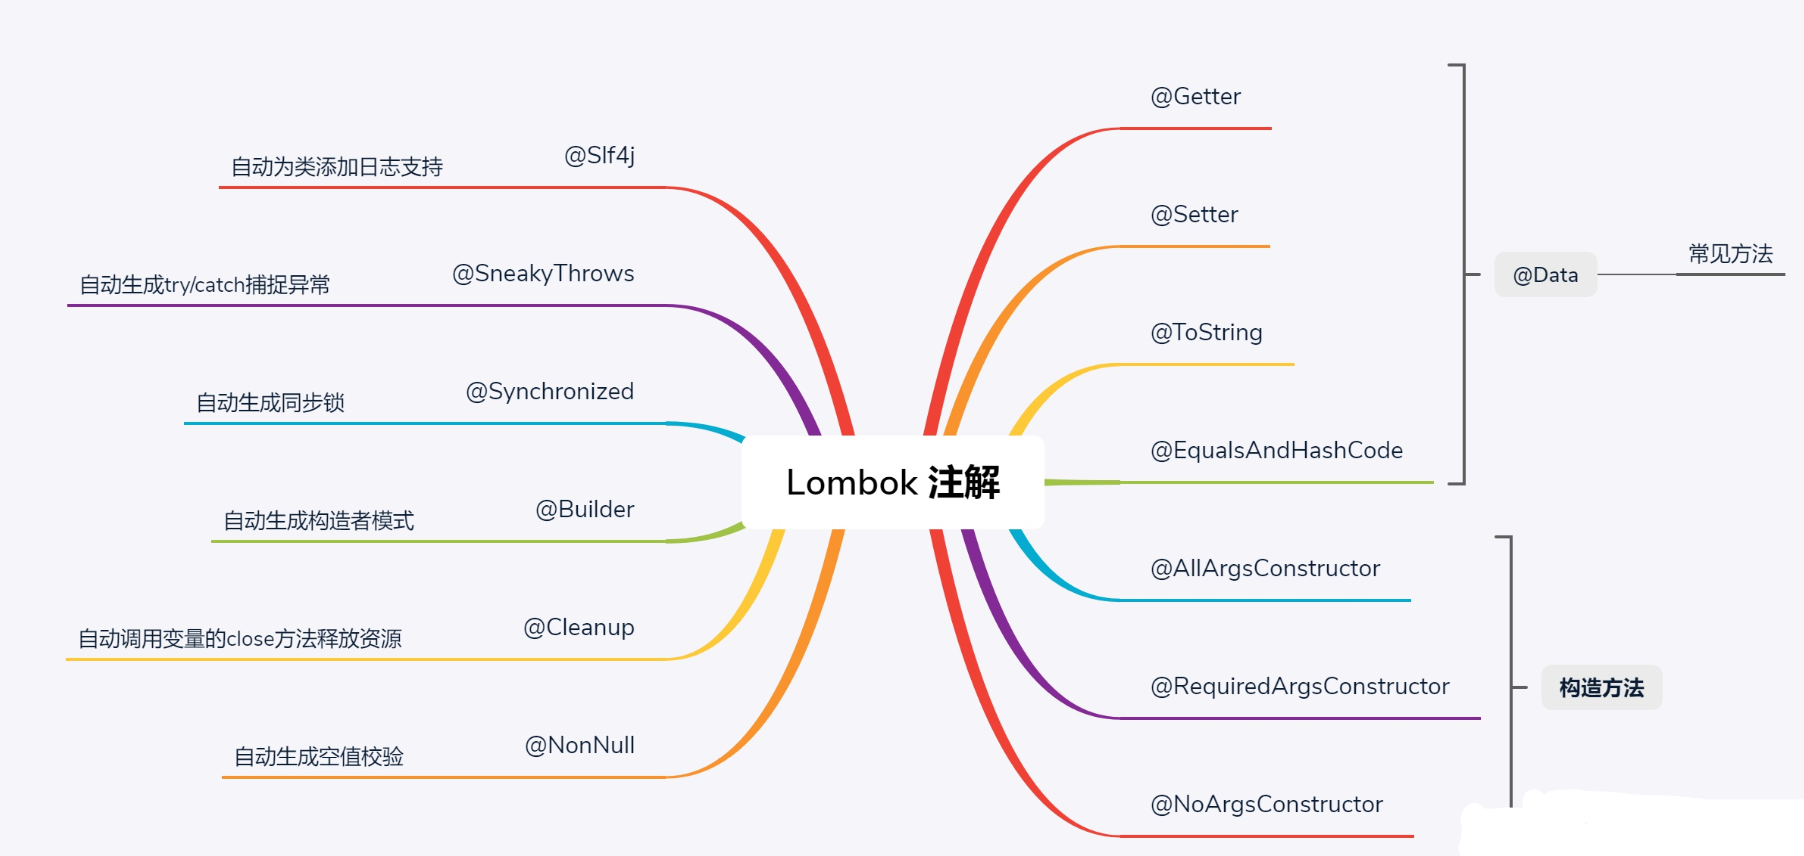 Lombok 注解
@Slf4j
自动为类添加日志支持
@SneakyThrows
自动生成try/catch捕捉异常
@Synchronized
自动生成同步锁
@Builder
自动生成构造者模式
@Cleanup
自动调用变量的close方法释放资源
@NonNull
自动生成空值校验
@Getter
@Setter
@ToString
@EqualsAndHashCode
@Data
常见方法
@AllArgsConstructor
@RequiredArgsConstructor
@NoArgsConstructor
构造方法